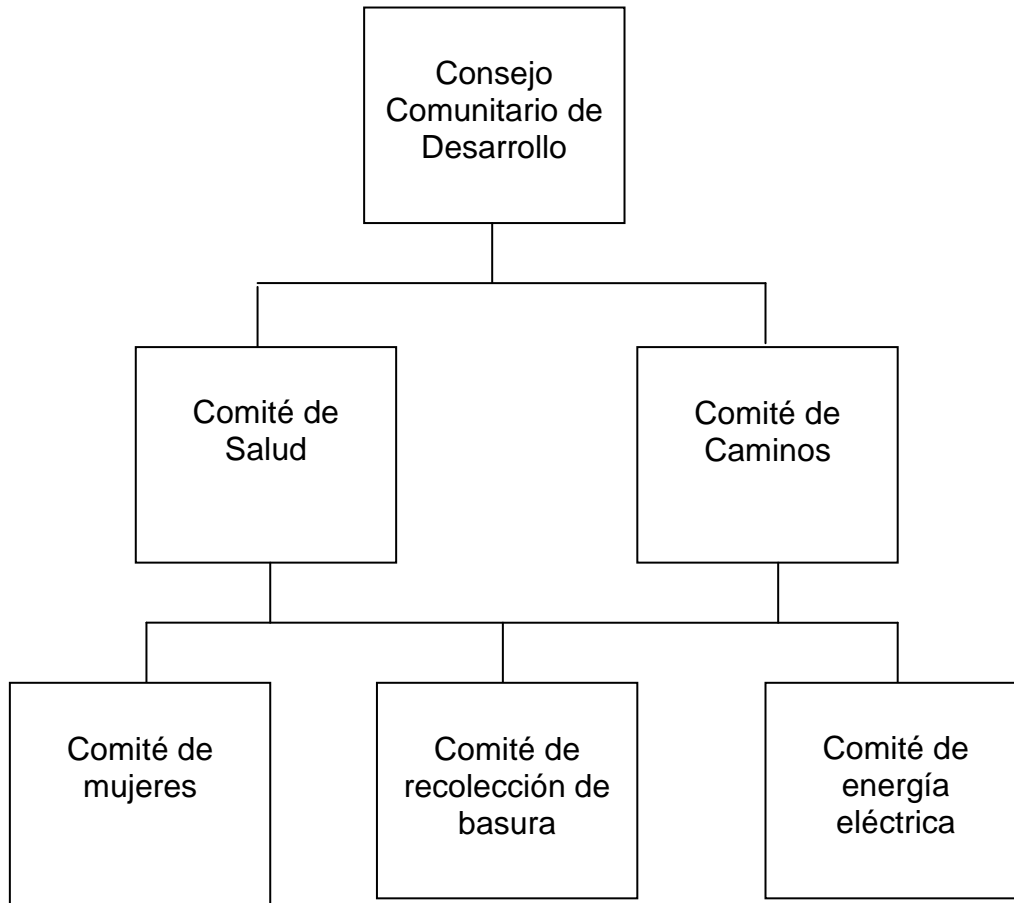 Consejo
Comunitario de
Desarrollo
Comité de
Salud
Comité de
Caminos
Comité de
mujeres
Comité de
recolección de
basura
Comité de
energía
eléctrica